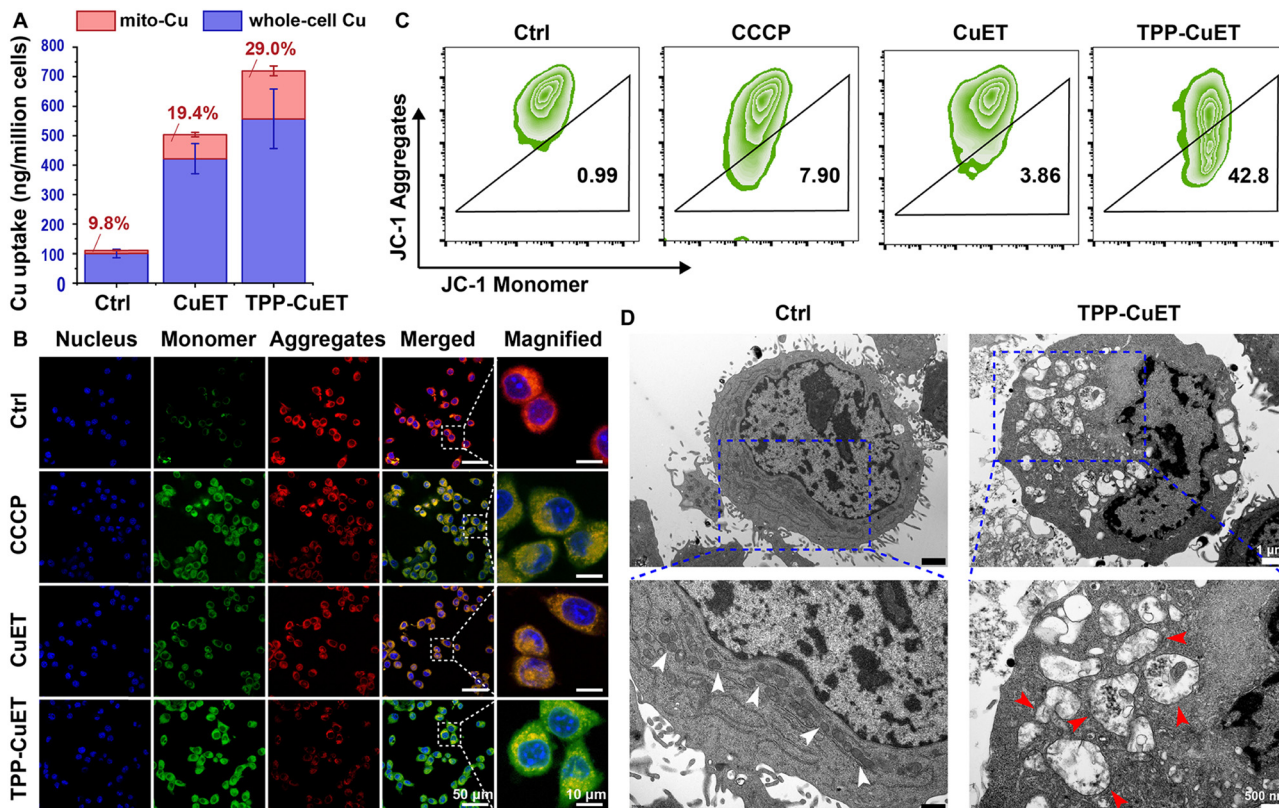 A
mito-Cu
whole-cell Cu
Cu uptake (ng/million cells)
800
700
600
500
400
300
200
100
0
9.8%
19.4%
29.0%
Ctrl
CuET
TPP-CuET
C
Ctrl
CCCP
CuET
TPP-CuET
0.99
7.90
3.86
42.8
JC-1 Aggregates
JC-1 Monomer
B
Nucleus
Monomer
Aggregates
Merged
Magnified
Ctrl
CCCP
CuET
TPP-CuET
50 µm
10 µm
D
Ctrl
TPP-CuET
1 µm
500 nm